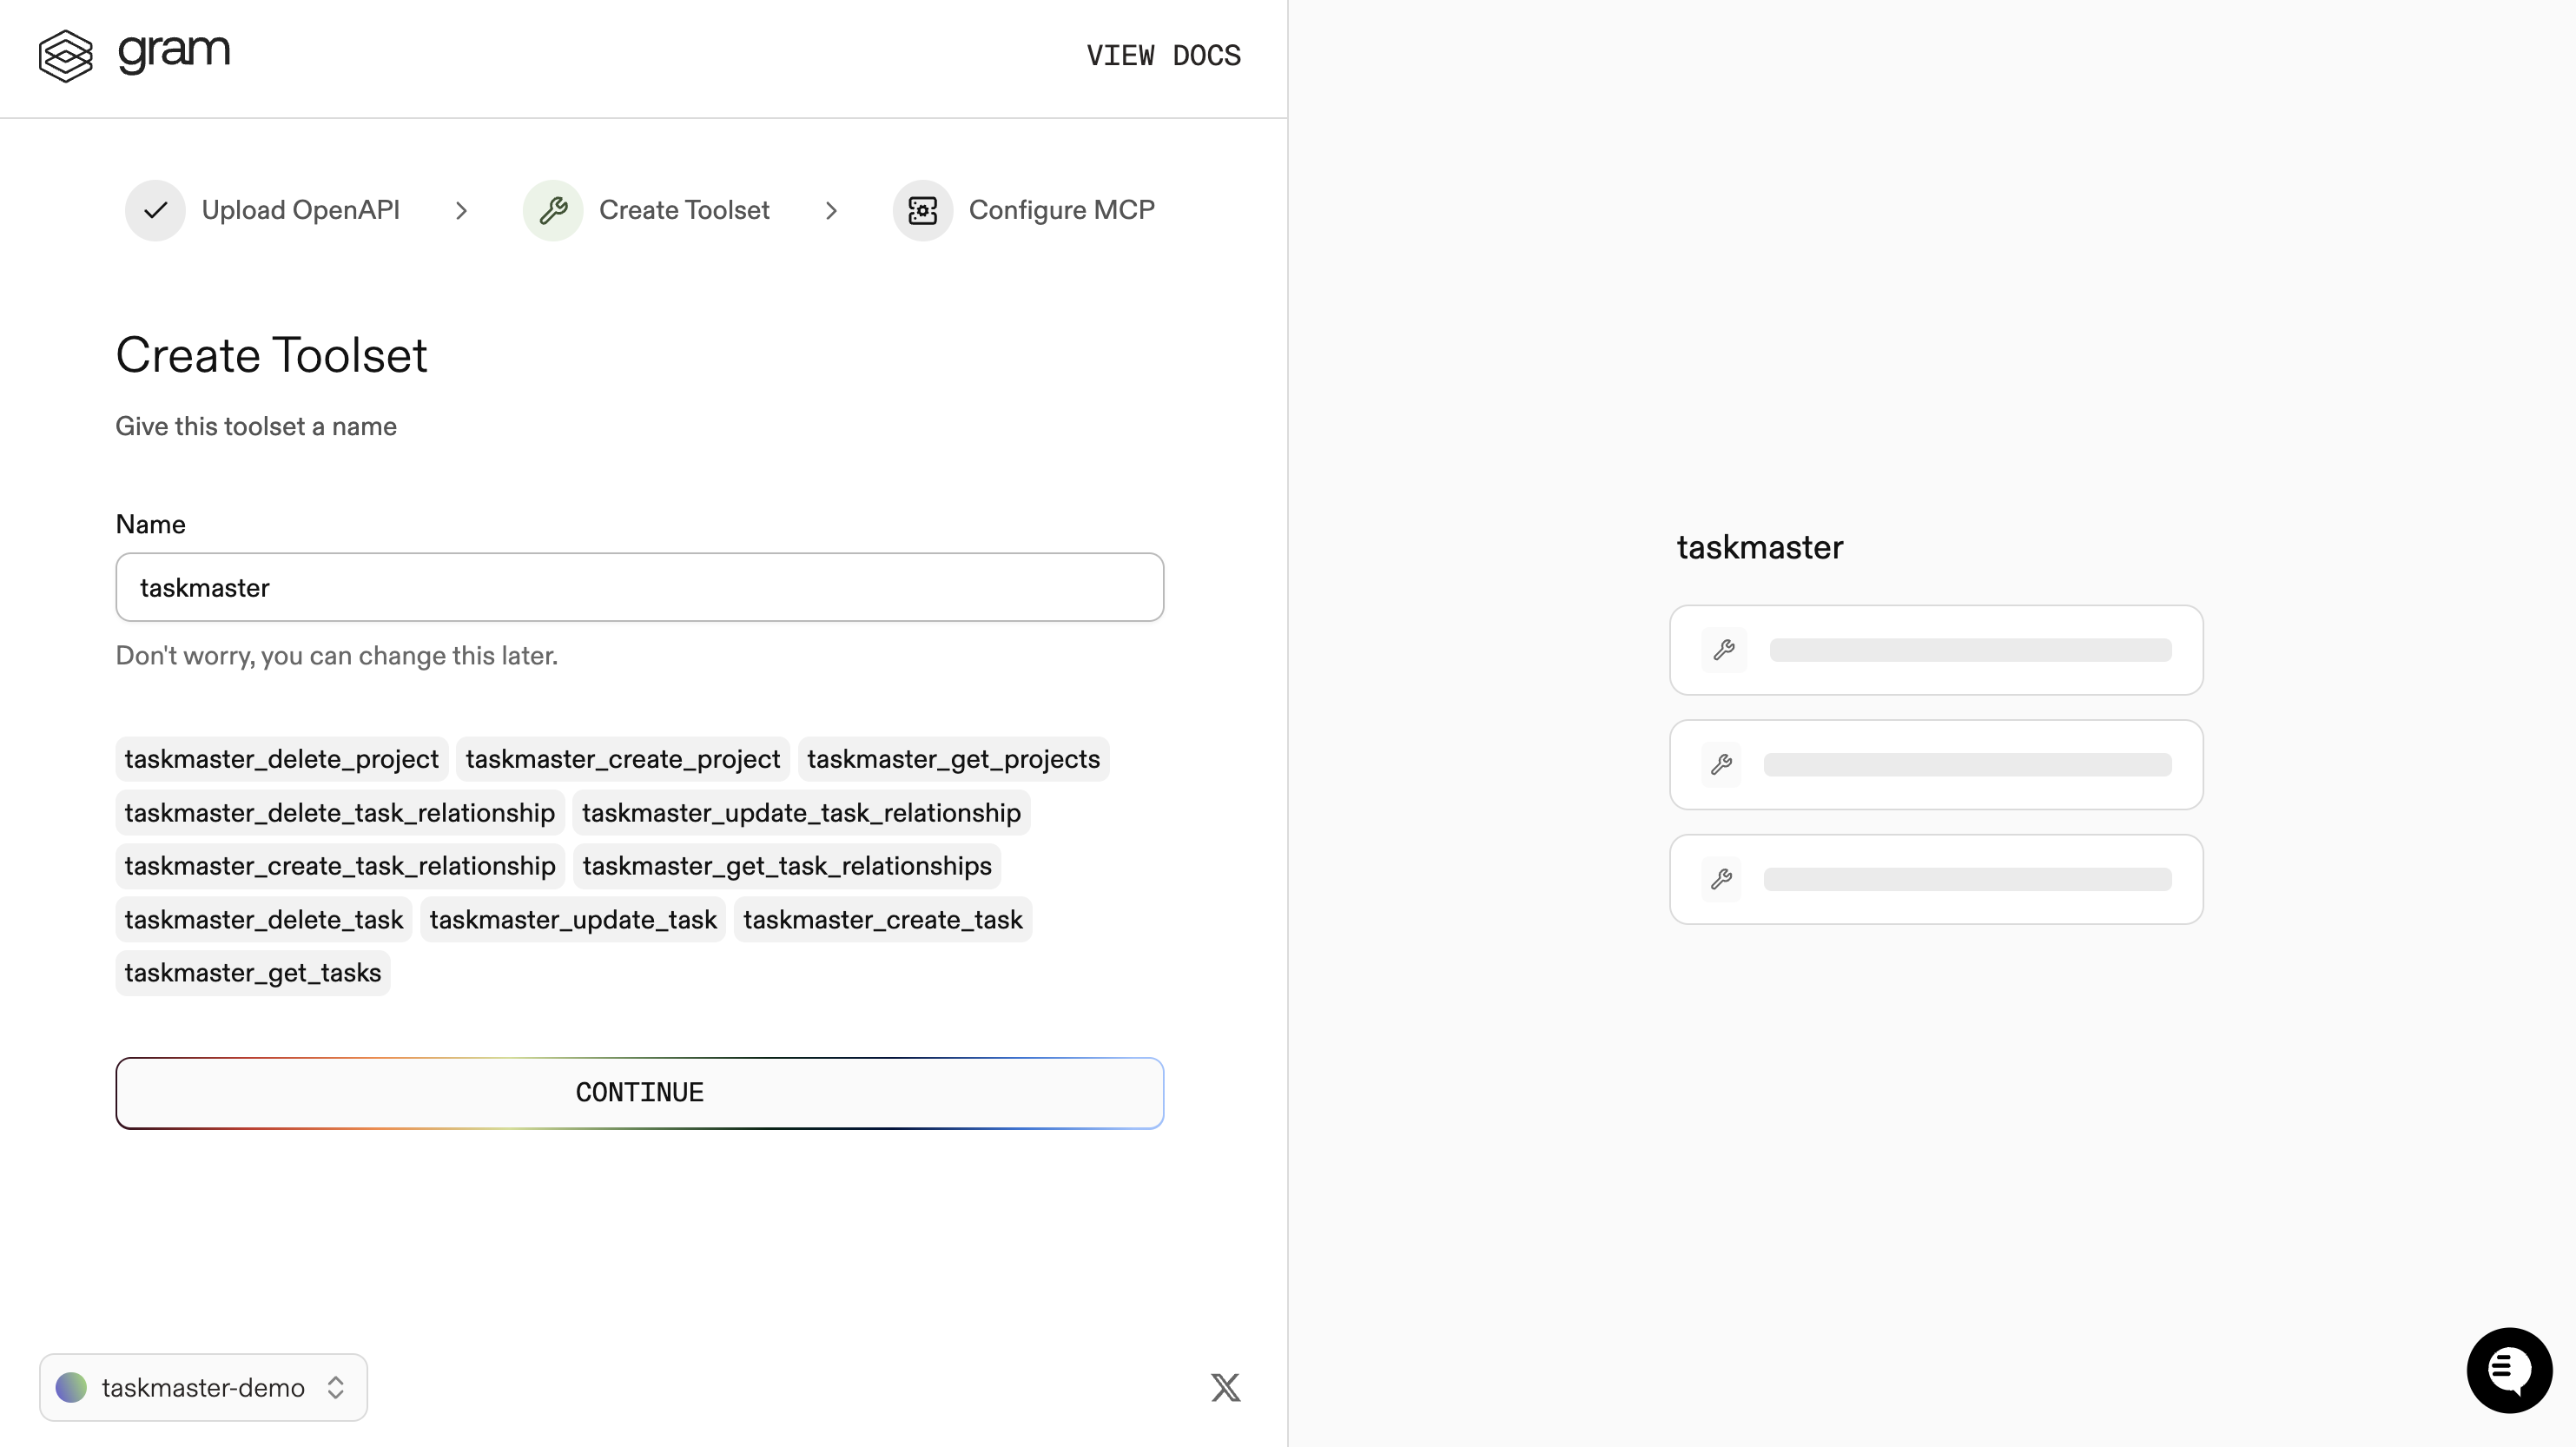 gram
VIEW DOCS
Upload OpenAPI
Create Toolset
Configure MCP
Create Toolset
Give this toolset a name
Name
taskmaster
Don't worry, you can change this later.
taskmaster_delete_project taskmaster_create_project taskmaster_get_projects
taskmaster_delete_task_relationship taskmaster_update_task_relationship
taskmaster_create_task_relationship taskmaster_get_task_relationships
taskmaster_delete_task taskmaster_update_task taskmaster_create_task
taskmaster_get_tasks
CONTINUE
taskmaster-demo
taskmaster